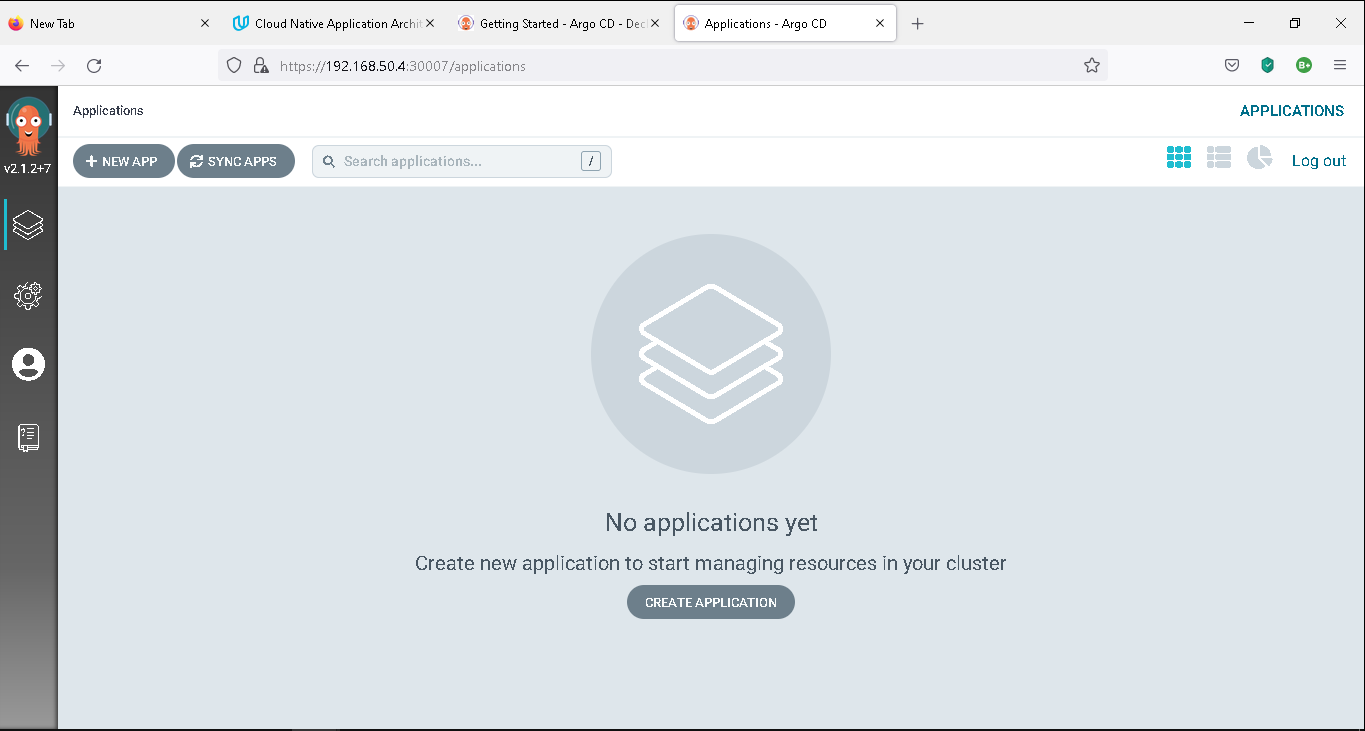 New Tab
Cloud Native Application Archit
Getting Started - Argo CD - Decl
Applications - Argo CD
https://192.168.50.4:30007/applications
B+
Applications
APPLICATIONS
v2.1.2+7
NEW APP
SYNC APPS
Search applications...
/
Log out
No applications yet
Create new application to start managing resources in your cluster
CREATE APPLICATION